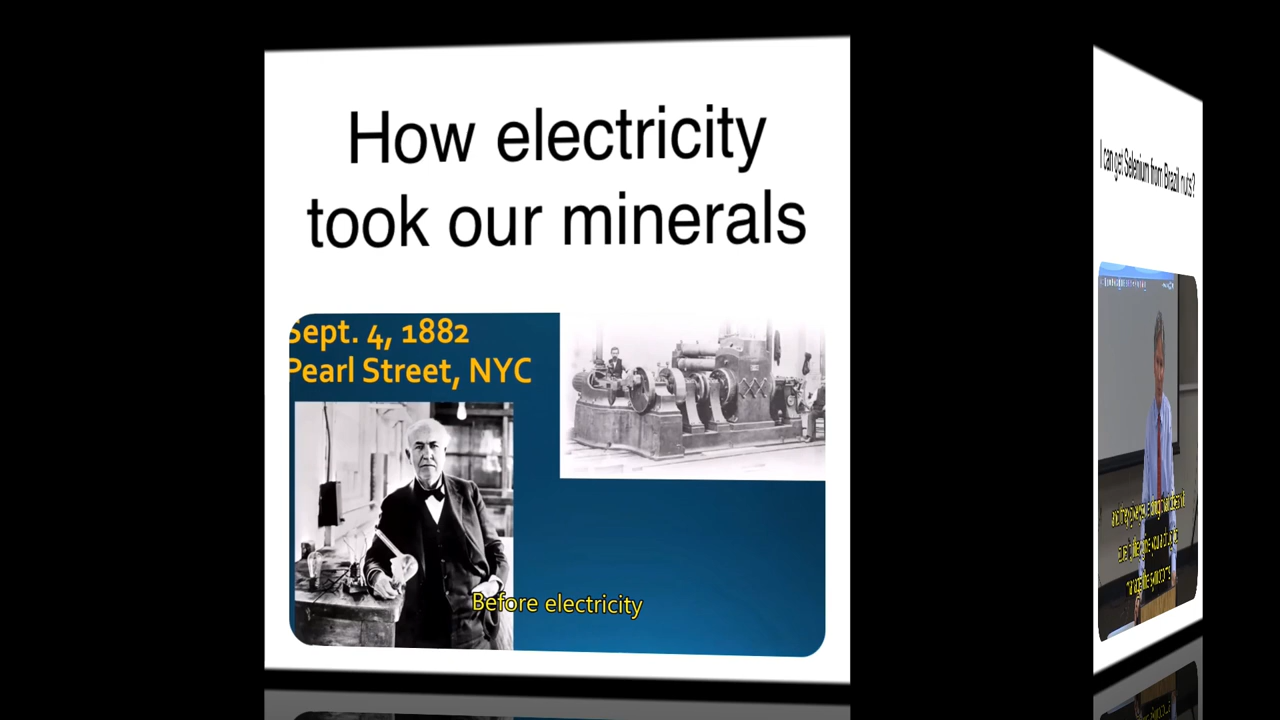 How electricity
took our minerals
Sept. 4, 1882
Pearl Street, NYC
Before electricity
I can get Selenium from Brazil nuts?